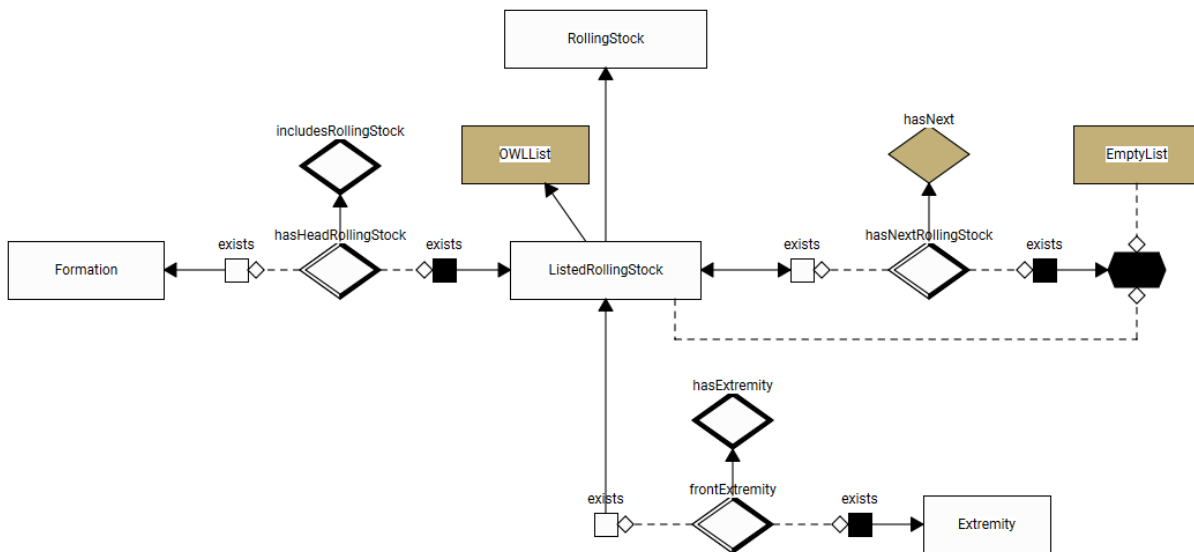 RollingStock
includesRollingStock
OWLList
hasNext
EmptyList
exists
hasHeadRollingStock
exists
hasNextRollingStock
exists
exists
Formation
ListedRollingStock
hasExtremity
exists
frontExtremity
exists
Extremity